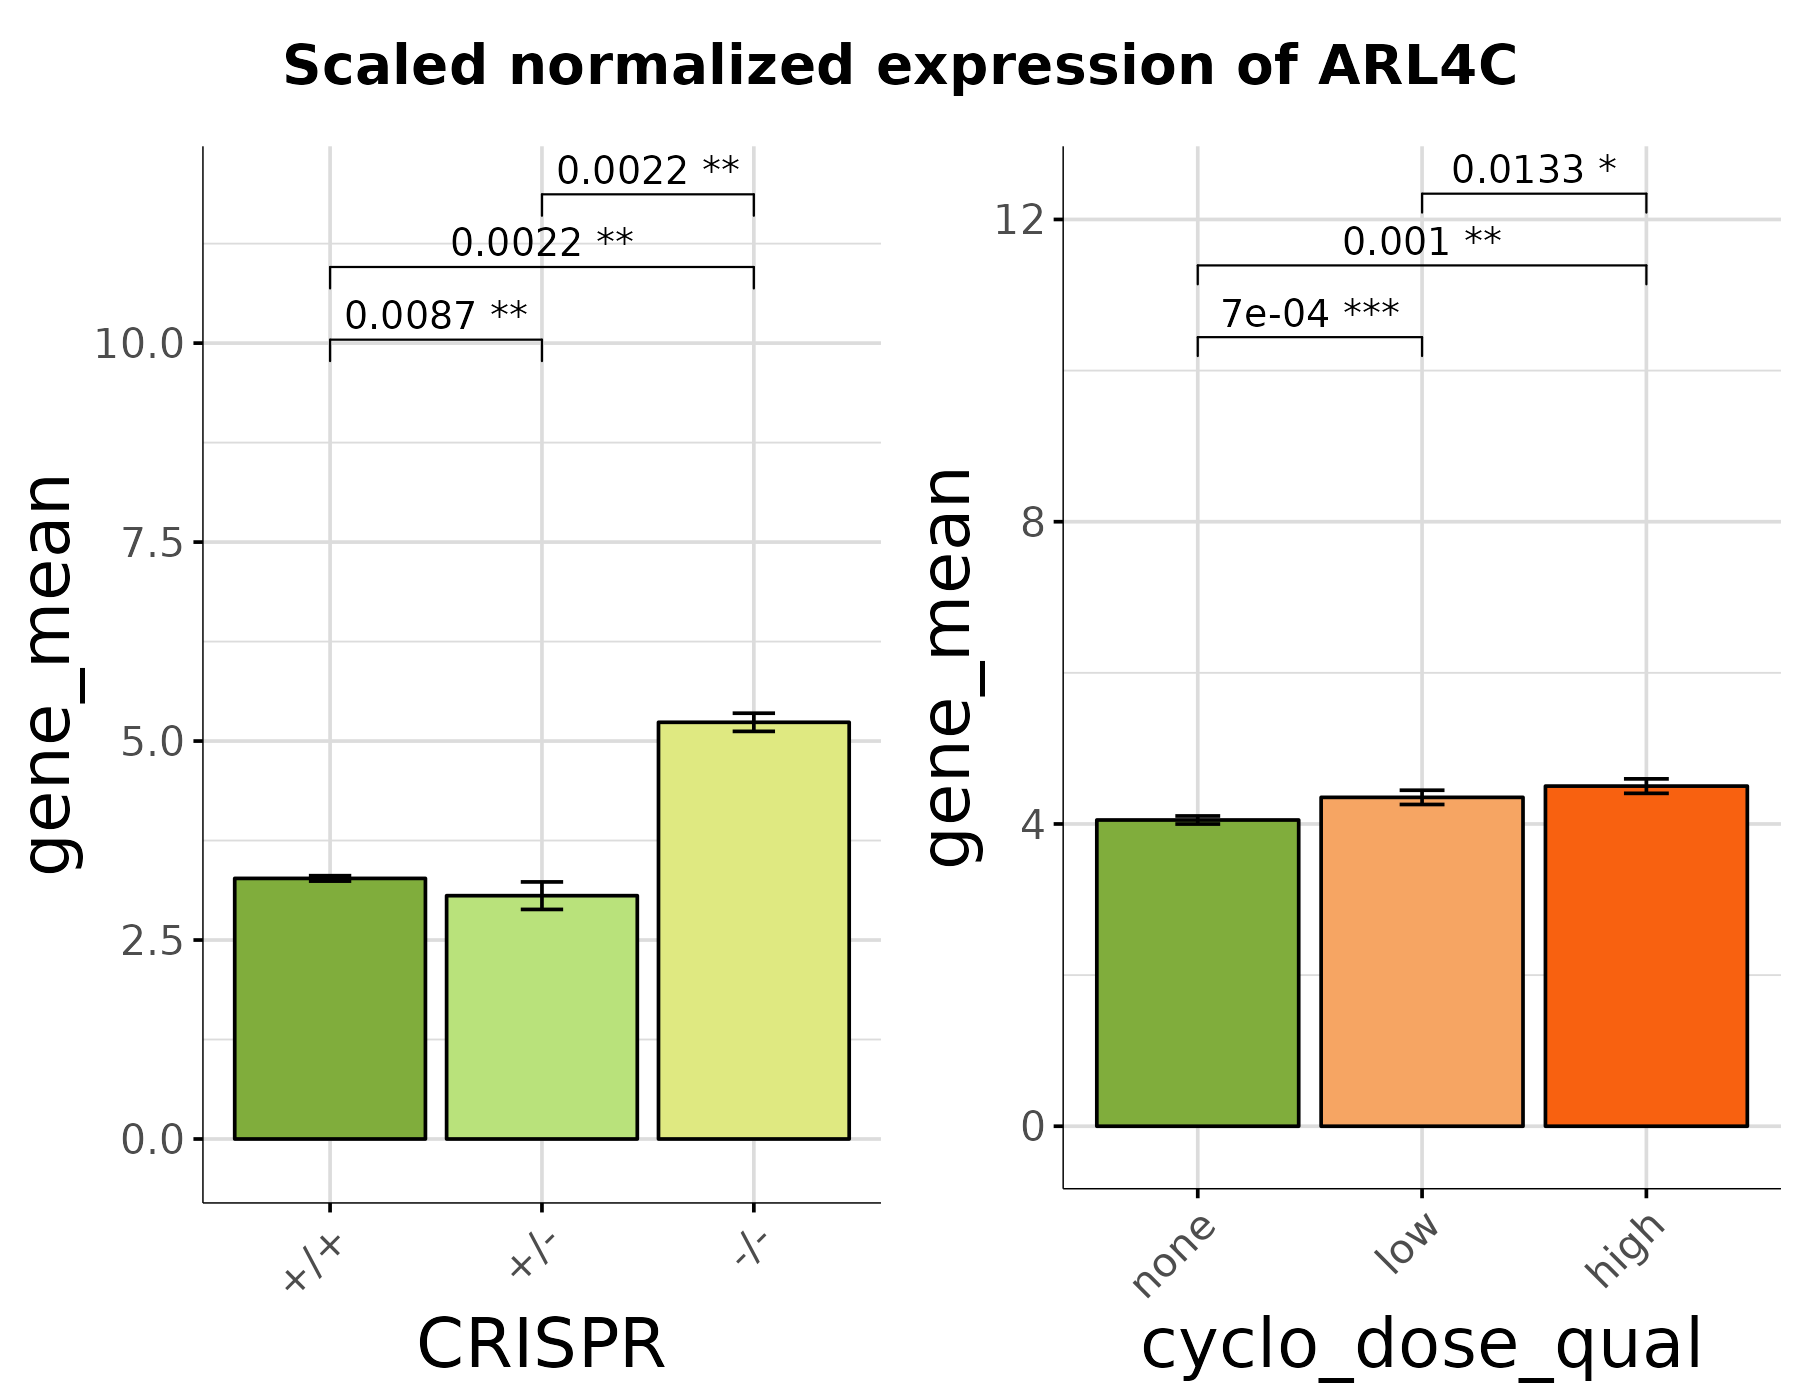 Scaled normalized expression of ARL4C
gene_mean
10.0
7.5
5.0
2.5
0.0
0.0022 **
0.0022 **
0.0087 **
+/+
+/-
-/-
CRISPR
gene_mean
12
8
4
0
0.0133 *
0.001 **
7e-04 ***
none
low
high
cyclo_dose_qual